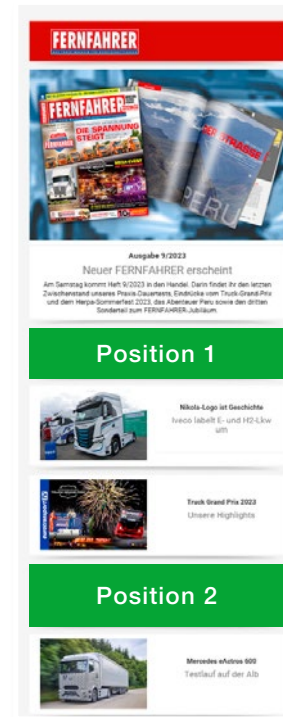 FERNFAHRER
FERNFAHRER
DIE SPANNUNG
STEIGT
PERU
Ausgabe 9/2023
Neuer FERNFAHRER erscheint
Am Samstag kommt Heft 9/2023 in den Handel. Darin findet ihr den letzten
Zwischenstand unseres Praxis-Dauertests, Eindrücke vom Truck-Grand-Prix
und dem Herpa-Sommerfest 2023, das Abenteuer Peru sowie den dritten
Sonderteil zum FERNFAHRER-Jubiläum.
Position 1
Nikola-Logo ist Geschichte
Iveco labelt E- und H2-Lkw
um
Truck Grand Prix 2023
Unsere Highlights
Position 2
Mercedes eActros 600
Testlauf auf der Alb